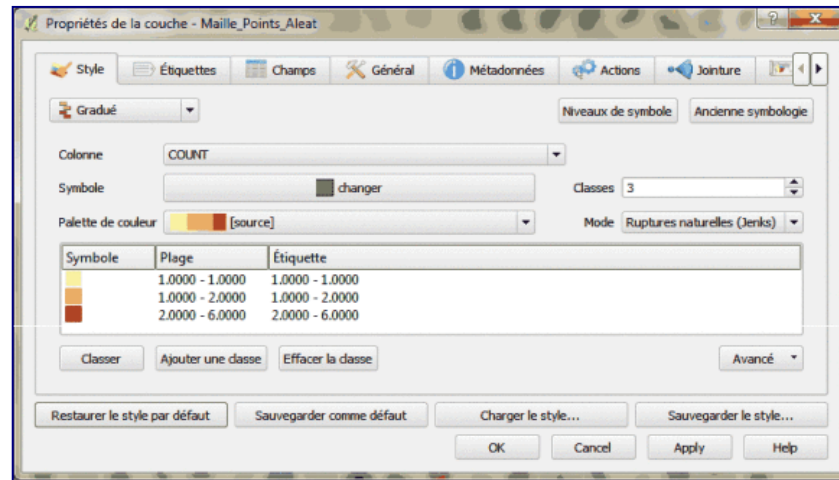 Propriétés de la couche - Maille_Points_Aleat
Style Étiquettes Champs Général Métadonnées Actions Jointure
Gradué Niveaux de symbole Ancienne symbologie
Colonne COUNT
Symbole changer Classes 3
Palette de couleur [source] Mode Ruptures naturelles (Jenks)
Symbole Plage Étiquette
1.0000 - 1.0000 1.0000 - 1.0000
1.0000 - 2.0000 1.0000 - 2.0000
2.0000 - 6.0000 2.0000 - 6.0000
Classer Ajouter une classe Effacer la classe Avancé
Restaurer le style par défaut Sauvegarder comme défaut Charger le style... Sauvegarder le style...
OK Cancel Apply Help